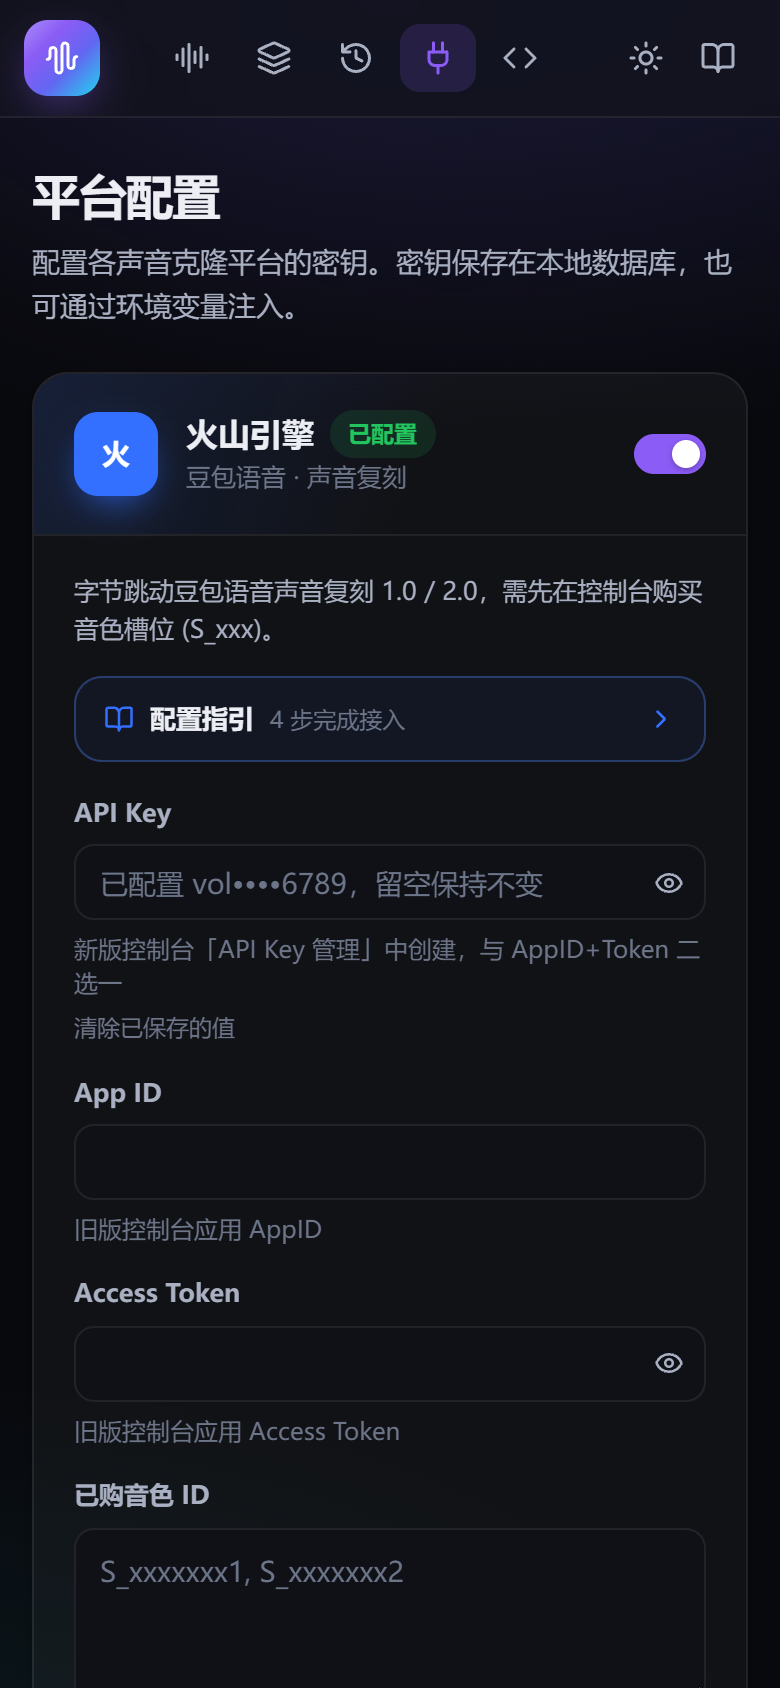 平台配置
配置各声音克隆平台的密钥。密钥保存在本地数据库，也
可通过环境变量注入。
火
火山引擎 已配置
豆包语音 · 声音复刻
字节跳动豆包语音声音复刻 1.0 / 2.0，需先在控制台购买
音色槽位 (S_xxx)。
配置指引 4 步完成接入
API Key
已配置 vol••••6789，留空保持不变
新版控制台「API Key 管理」中创建，与 AppID+Token 二
选一
清除已保存的值
App ID
旧版控制台应用 AppID
Access Token
旧版控制台应用 Access Token
已购音色 ID
S_xxxxxxx1, S_xxxxxxx2